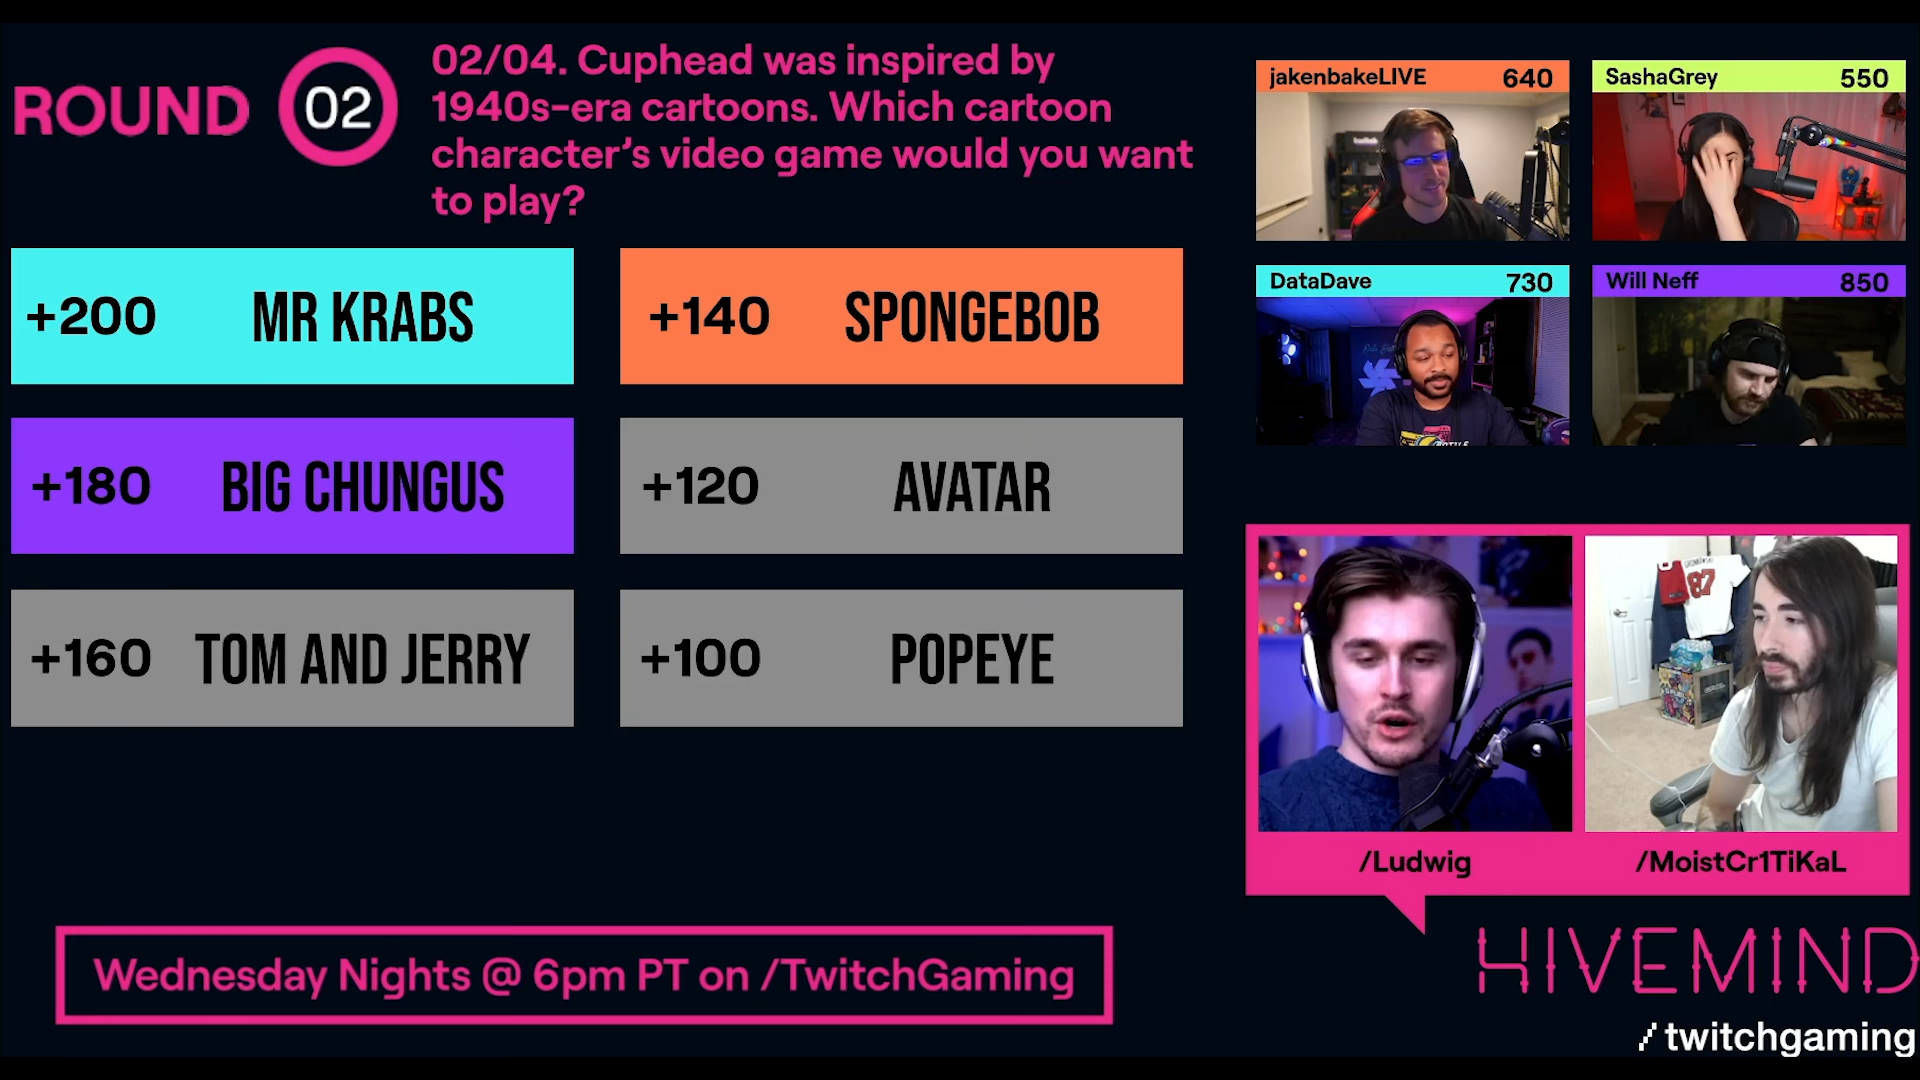 ROUND 02
02/04. Cuphead was inspired by
1940s-era cartoons. Which cartoon
character's video game would you want
to play?
jakenbakeLIVE 640
SashaGrey 550
DataDave 730
Will Neff 850
+200 MR KRABS
+140 SPONGEBOB
+180 BIG CHUNGUS
+120 AVATAR
+160 TOM AND JERRY
+100 POPEYE
87
/Ludwig
/MoistCr1TiKaL
HIVEMIND
Wednesday Nights @ 6pm PT on /TwitchGaming
/twitchgaming